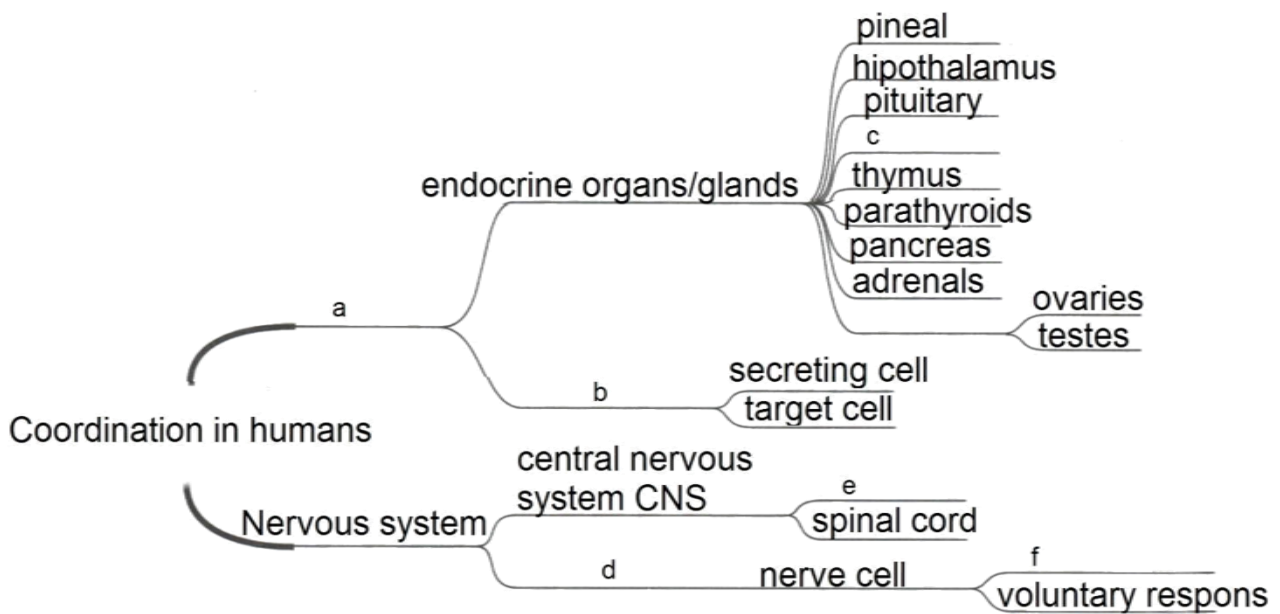 pineal
hipothalamus
pituitary
c
endocrine organs/glands
thymus
parathyroids
pancreas
adrenals
a
ovaries
testes
secreting cell
b
target cell
Coordination in humans
central nervous
system CNS
e
spinal cord
Nervous system
d
nerve cell
f
voluntary respons